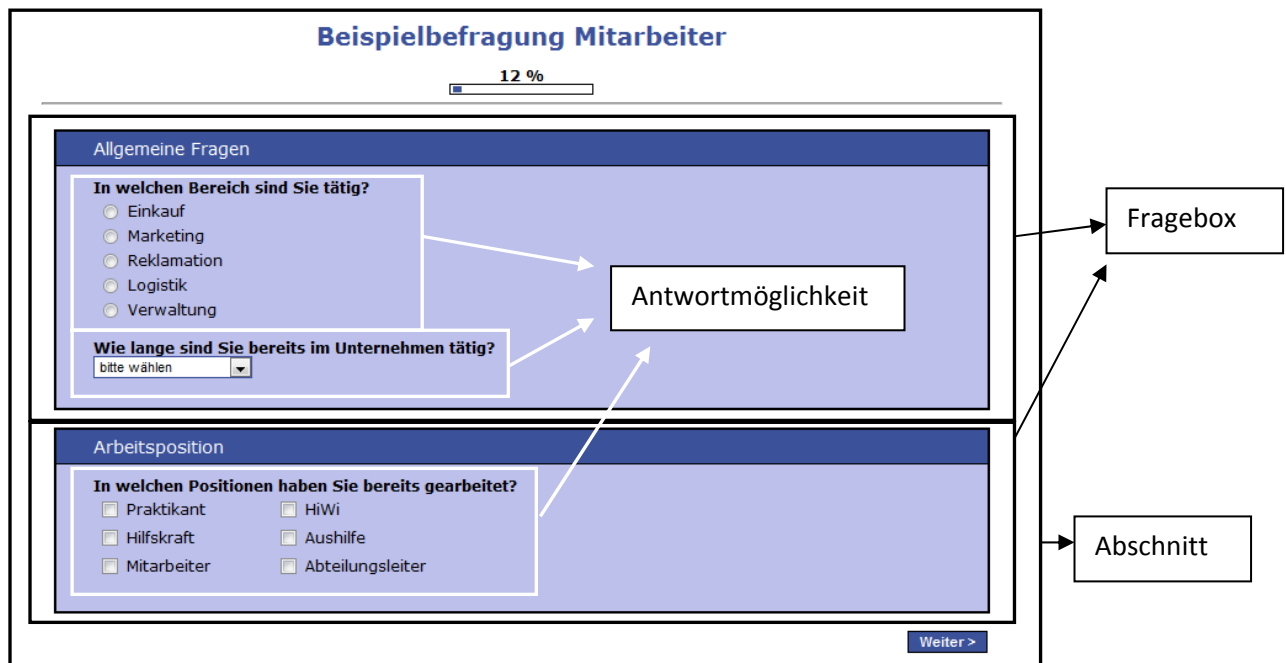 Beispielbefragung Mitarbeiter
12 %
Allgemeine Fragen
In welchen Bereich sind Sie tätig?
Einkauf
Marketing
Reklamation
Logistik
Verwaltung
Wie lange sind Sie bereits im Unternehmen tätig?
bitte wählen
Antwortmöglichkeit
Fragebox
Arbeitsposition
In welchen Positionen haben Sie bereits gearbeitet?
Praktikant HiWi
Hilfskraft Aushilfe
Mitarbeiter Abteilungsleiter
Abschnitt
Weiter >